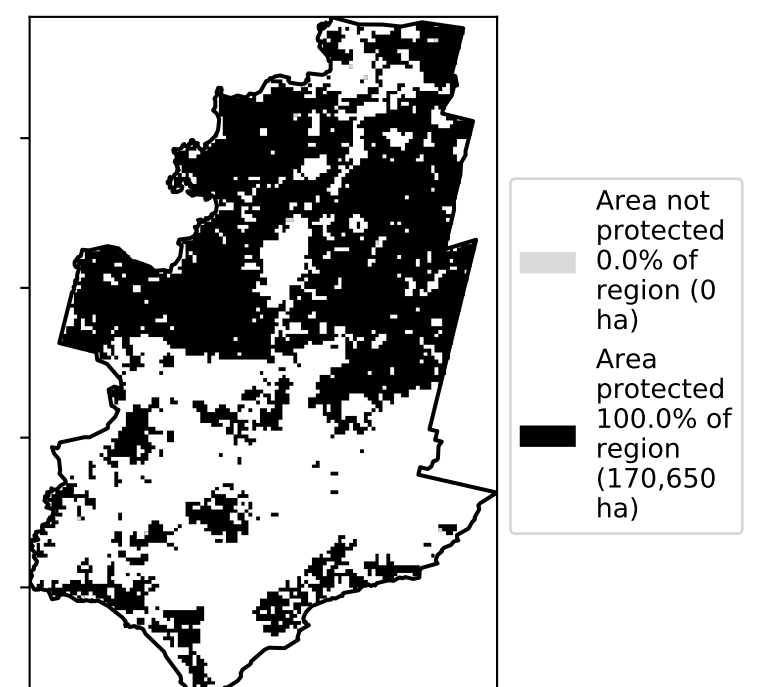 Area not
protected
0.0% of
region (0
ha)
Area
protected
100.0% of
region
(170,650
ha)